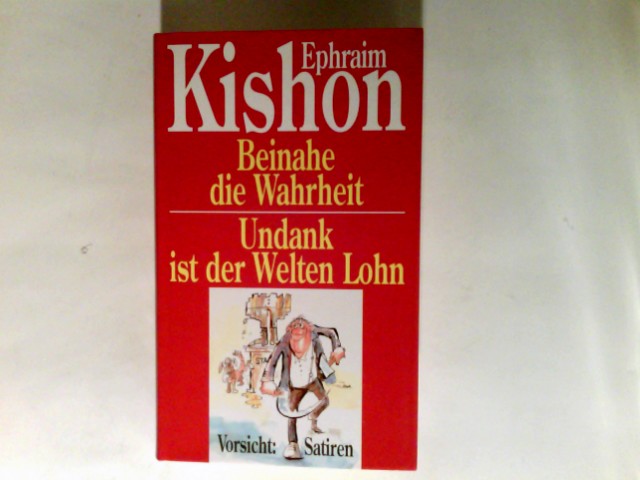 Ephraim
Kishon
Beinahe
die Wahrheit
Undank
ist der Welten Lohn
Vorsicht: Satiren